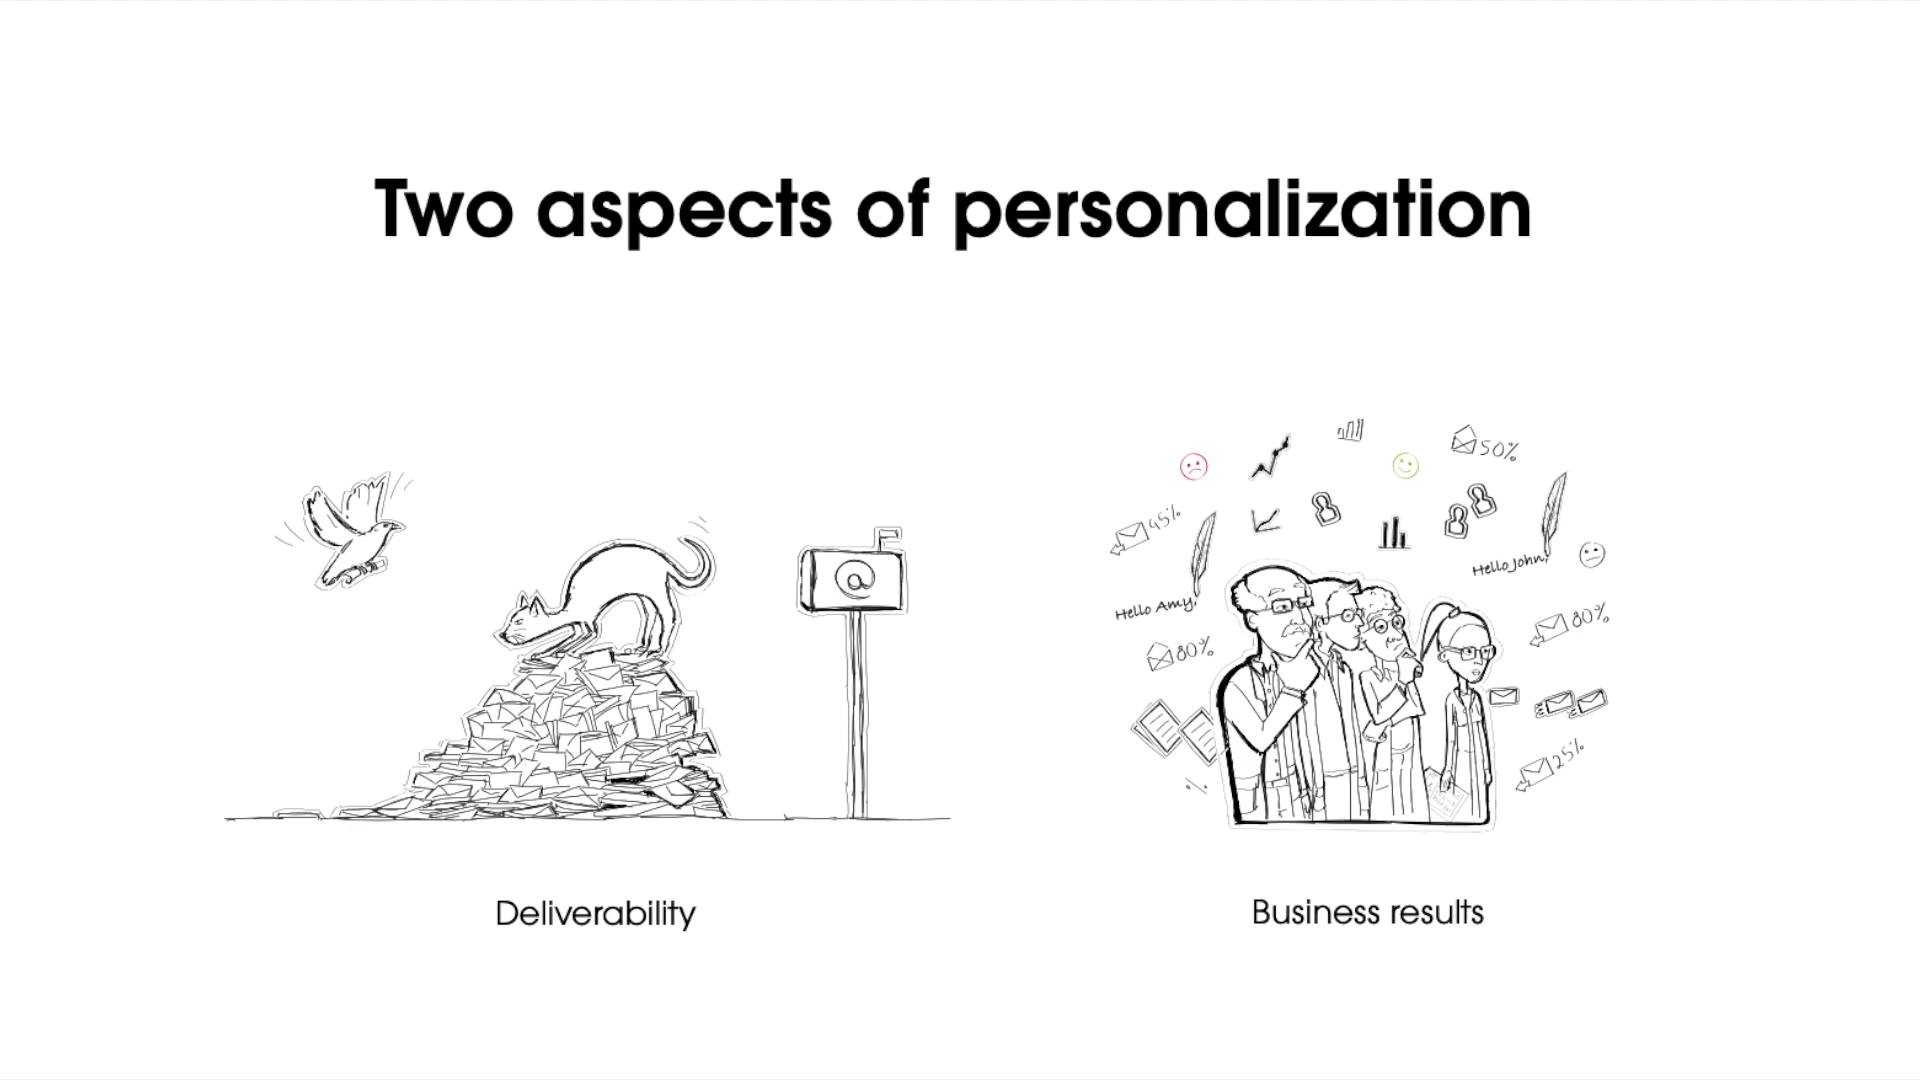 Two aspects of personalization
50%
45%
Hello John,
Hello Amy,
80%
80%
25%
%
@
Deliverability
Business results